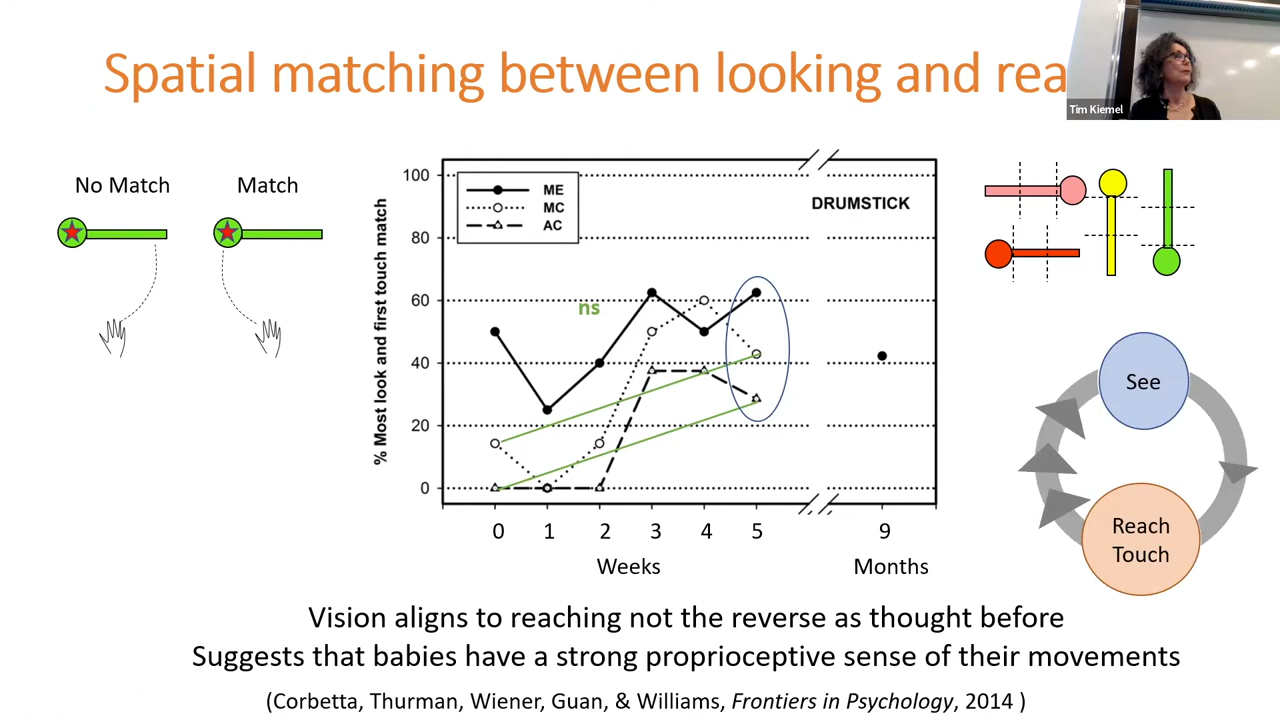 Spatial matching between looking and rea
Tim Kiemel
No Match
Match
% Most look and first touch match
100
80
60
40
20
0
ME
MC
AC
DRUMSTICK
ns
0 1 2 3 4 5 9
Weeks
Months
See
Reach
Touch
Vision aligns to reaching not the reverse as thought before
Suggests that babies have a strong proprioceptive sense of their movements
(Corbetta, Thurman, Wiener, Guan, & Williams, Frontiers in Psychology, 2014 )